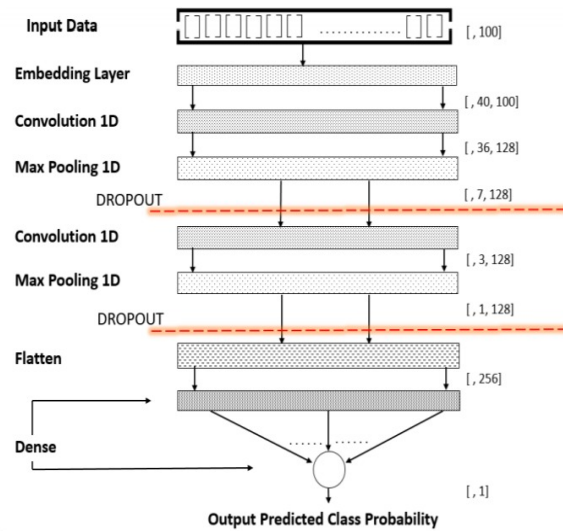 Input Data
[ , 100]
Embedding Layer
[ , 40, 100]
Convolution 1D
[ , 36, 128]
Max Pooling 1D
[ , 7, 128]
DROPOUT
Convolution 1D
[ , 3, 128]
Max Pooling 1D
[ , 1, 128]
DROPOUT
Flatten
[ , 256]
Dense
[ , 1]
Output Predicted Class Probability